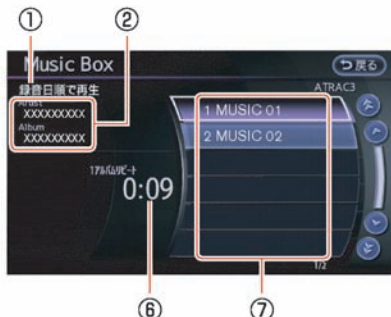 ① ②
Music Box
戻る
録音日順で再生
ATRAC3
Artist
XXXXXXXXX
Album
XXXXXXXXX
1 MUSIC 01
2 MUSIC 02
1アルバムリピート
0:09
1/2
⑥ ⑦